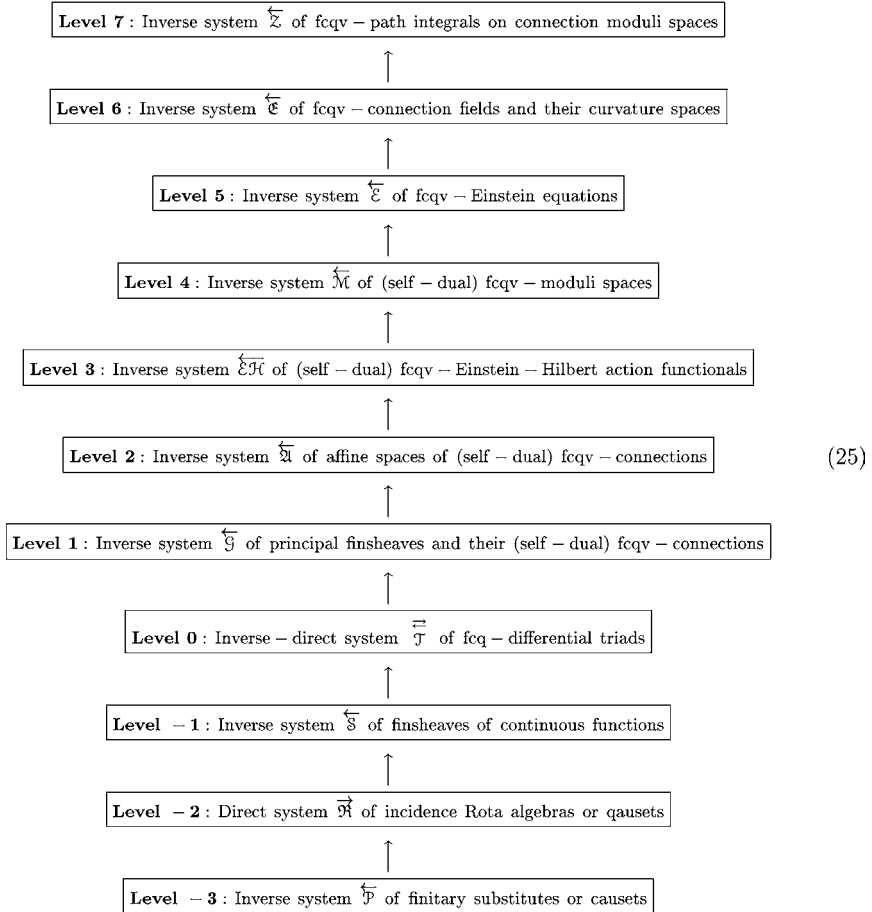 Level 7 : Inverse system 𝒵⃖ of fcqv – path integrals on connection moduli spaces
Level 6 : Inverse system 𝕰⃖ of fcqv – connection fields and their curvature spaces
Level 5 : Inverse system ℰ⃖ of fcqv – Einstein equations
Level 4 : Inverse system ℳ⃖ of (self – dual) fcqv – moduli spaces
Level 3 : Inverse system ℰℋ⃖ of (self – dual) fcqv – Einstein – Hilbert action functionals
Level 2 : Inverse system 𝔄⃖ of affine spaces of (self – dual) fcqv – connections
(25)
Level 1 : Inverse system 𝒢⃖ of principal finsheaves and their (self – dual) fcqv – connections
Level 0 : Inverse – direct system 𝒯⇄ of fcq – differential triads
Level – 1 : Inverse system 𝒮⃖ of finsheaves of continuous functions
Level – 2 : Direct system ℜ⃗ of incidence Rota algebras or qausets
Level – 3 : Inverse system 𝒫⃖ of finitary substitutes or causets